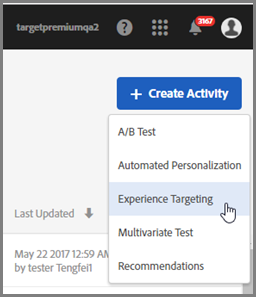 targetpremiumqa2
3167
Create Activity
A/B Test
Automated Personalization
Experience Targeting
Last Updated
Multivariate Test
May 22 2017 12:59 AM
by tester Tengfei1
Recommendations